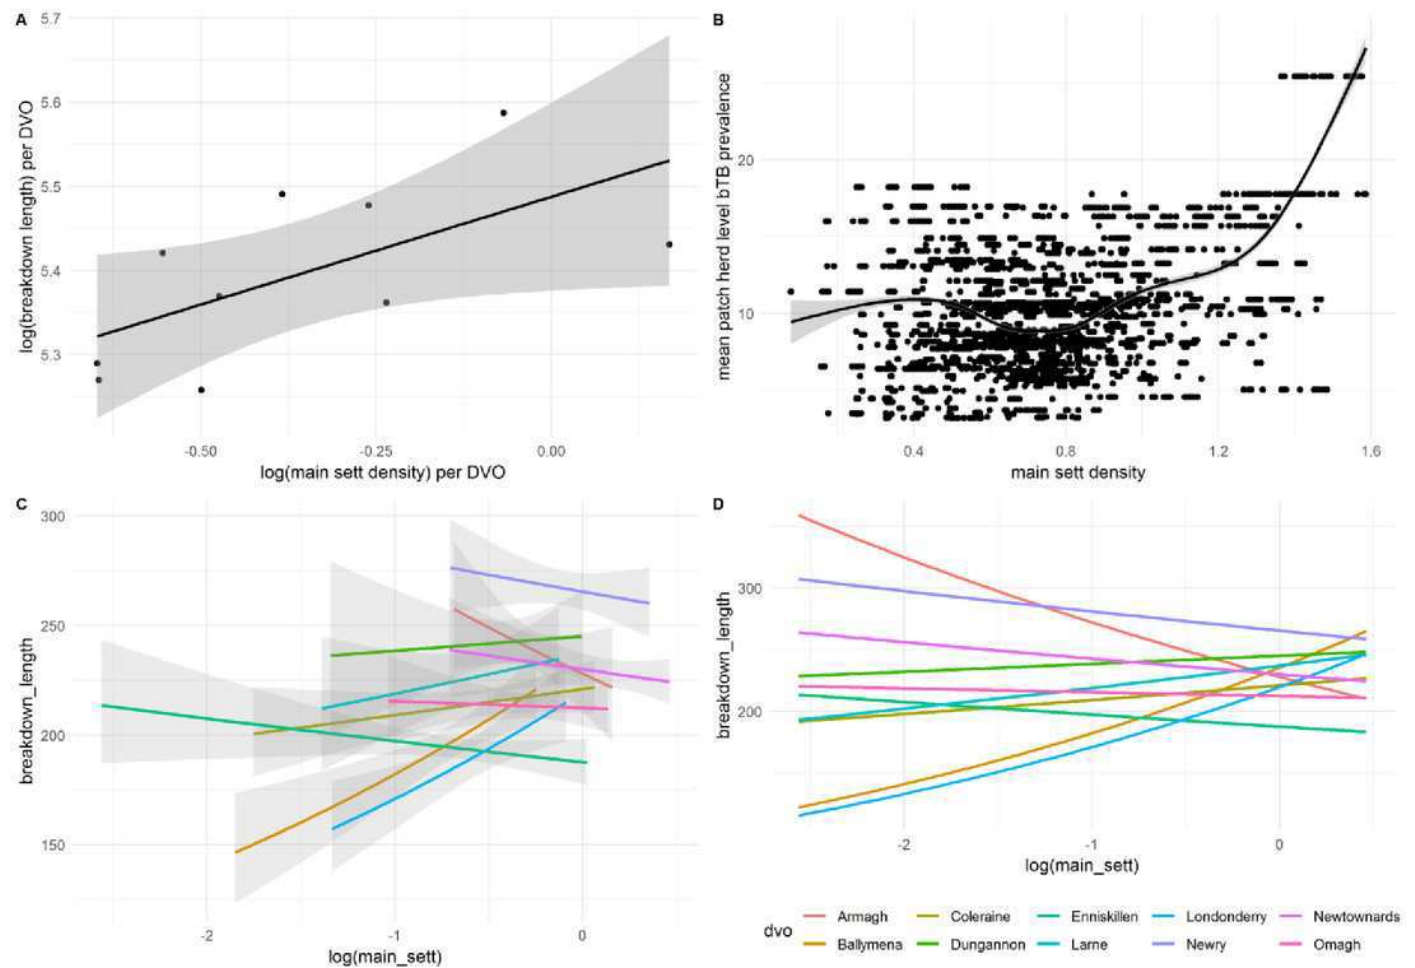 A
5.7
5.6
5.5
5.4
5.3
log(breakdown length) per DVO
-0.50 -0.25 0.00
log(main sett density) per DVO
B
20
10
mean patch herd level bTB prevalence
0.4 0.8 1.2 1.6
main sett density
C
300
250
200
150
breakdown_length
-2 -1 0
log(main_sett)
D
300
200
breakdown_length
-2 -1 0
log(main_sett)
dvo
Armagh Coleraine Enniskillen Londonderry Newtownards
Ballymena Dungannon Larne Newry Omagh